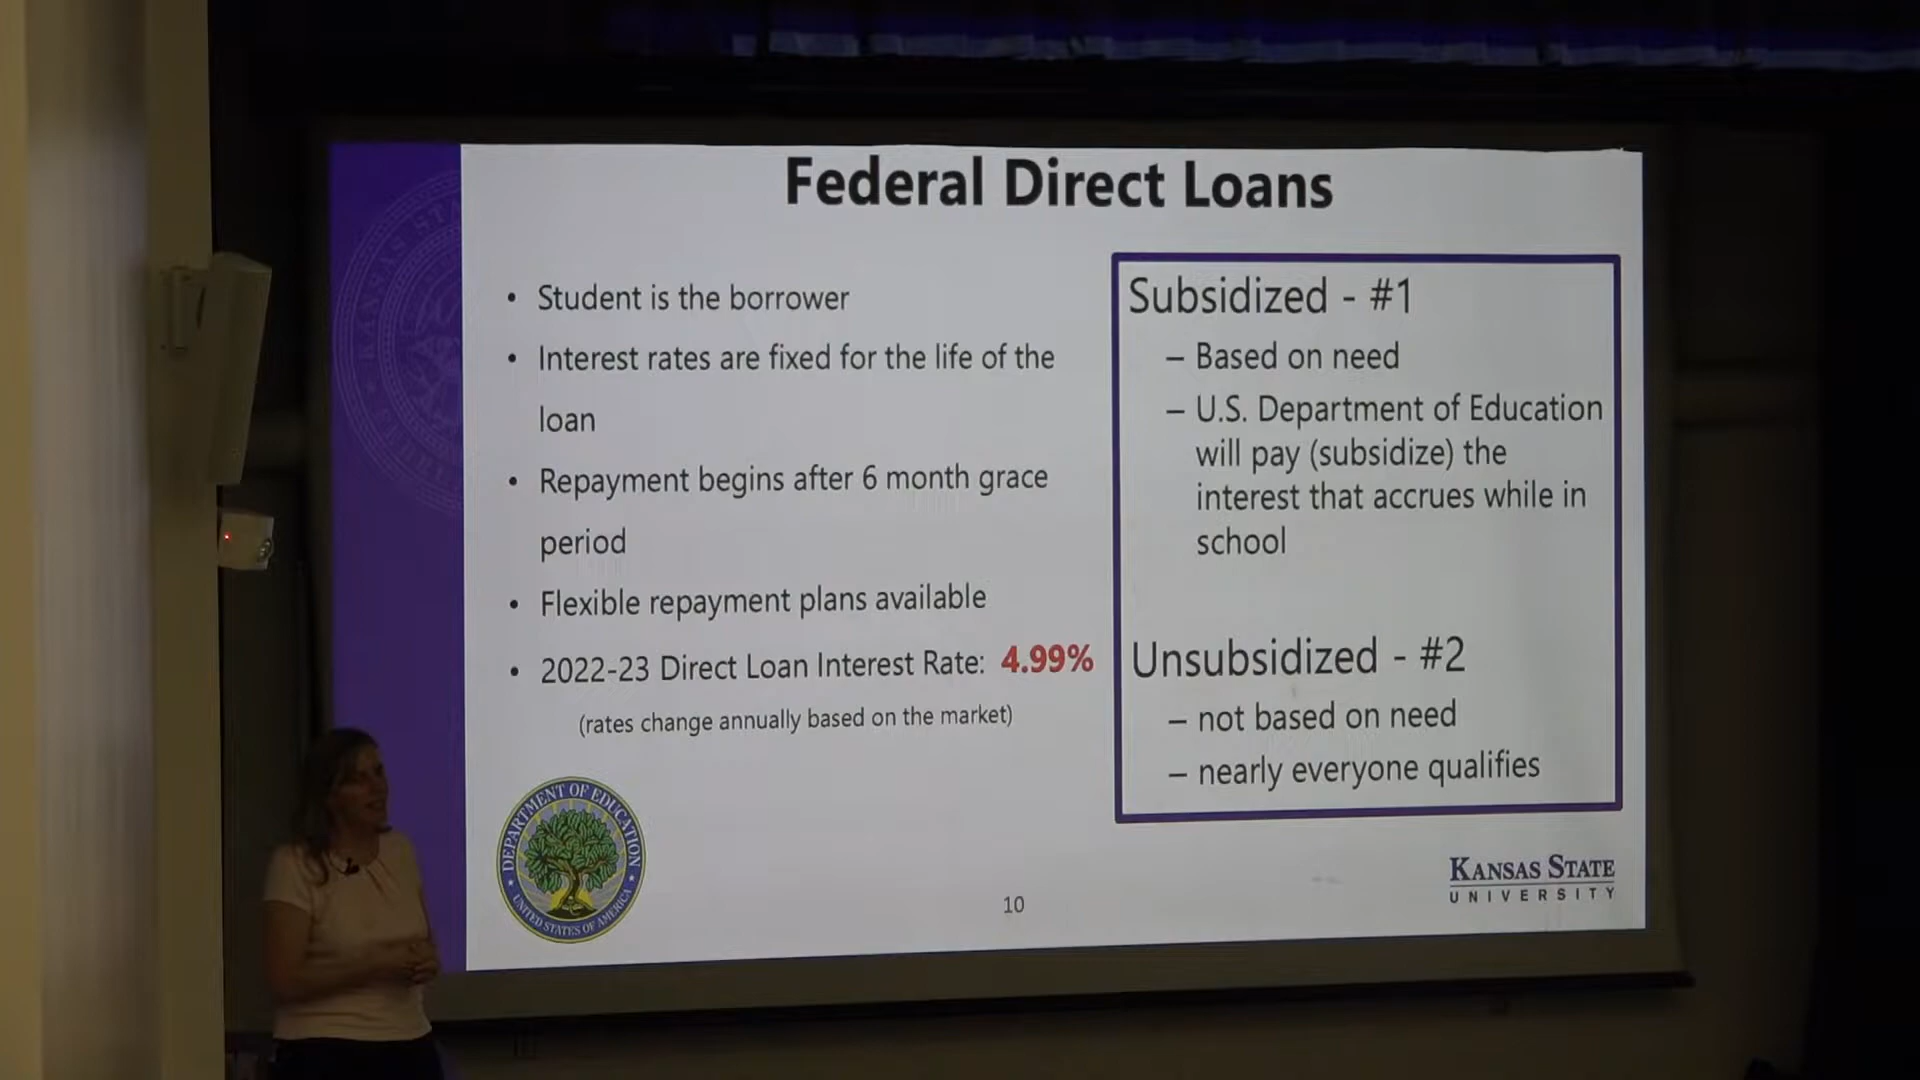 Federal Direct Loans
• Student is the borrower
• Interest rates are fixed for the life of the
loan
• Repayment begins after 6 month grace
period
• Flexible repayment plans available
• 2022-23 Direct Loan Interest Rate: 4.99%
(rates change annually based on the market)
Subsidized - #1
– Based on need
– U.S. Department of Education
will pay (subsidize) the
interest that accrues while in
school
Unsubsidized - #2
– not based on need
– nearly everyone qualifies
DEPARTMENT OF EDUCATION
UNITED STATES OF AMERICA
10
KANSAS STATE
UNIVERSITY